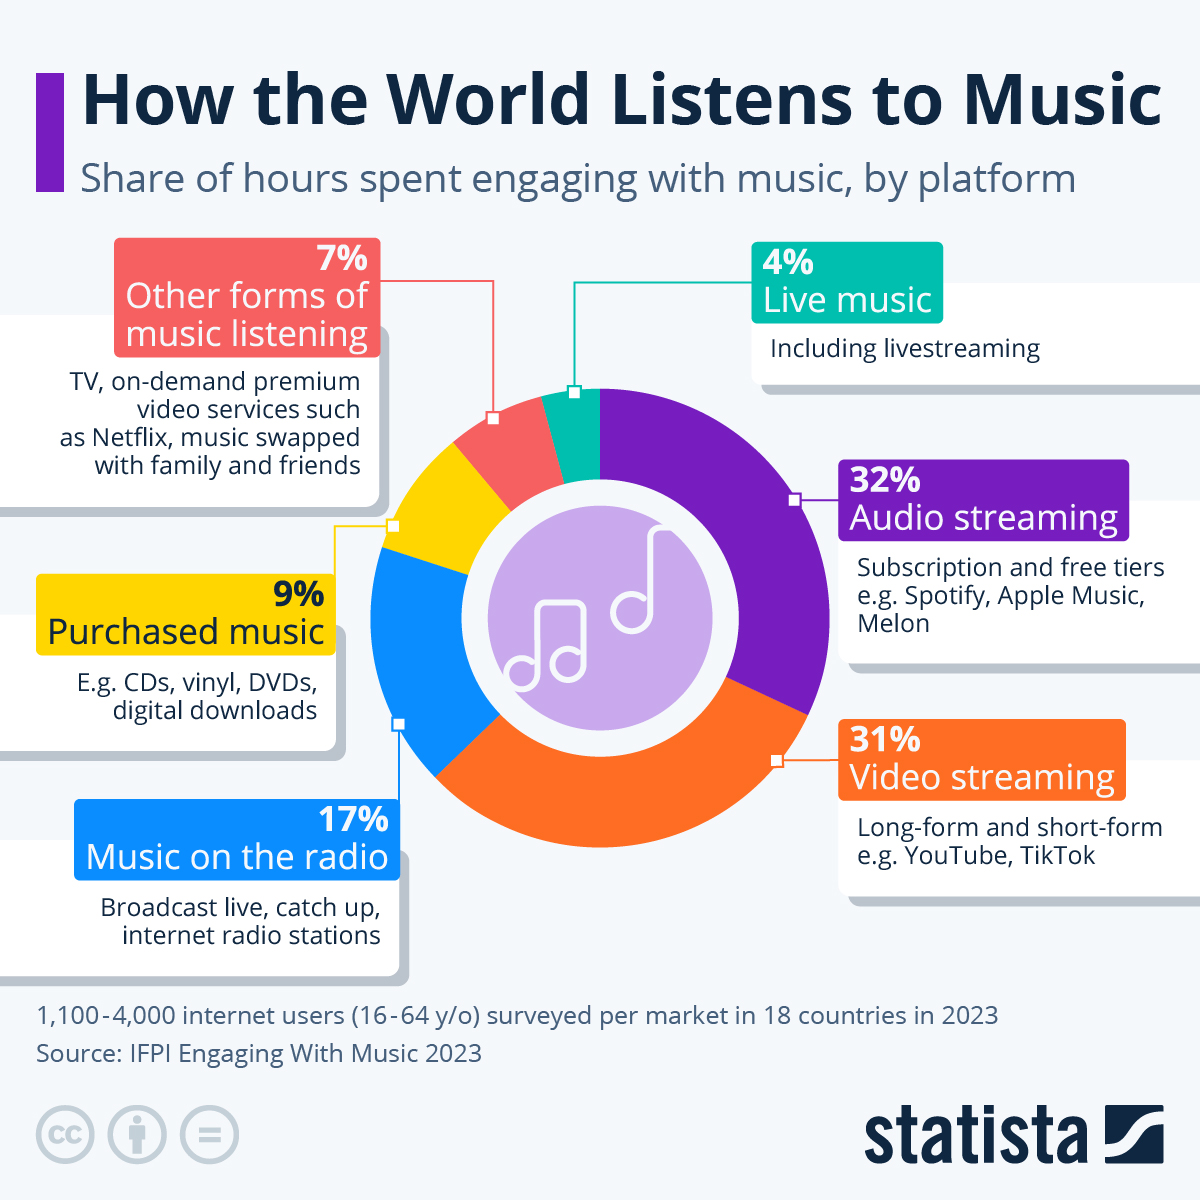 How the World Listens to Music
Share of hours spent engaging with music, by platform
7%
Other forms of
music listening
TV, on-demand premium
video services such
as Netflix, music swapped
with family and friends
4%
Live music
Including livestreaming
32%
Audio streaming
Subscription and free tiers
e.g. Spotify, Apple Music,
Melon
9%
Purchased music
E.g. CDs, vinyl, DVDs,
digital downloads
31%
Video streaming
Long-form and short-form
e.g. YouTube, TikTok
17%
Music on the radio
Broadcast live, catch up,
internet radio stations
1,100-4,000 internet users (16-64 y/o) surveyed per market in 18 countries in 2023
Source: IFPI Engaging With Music 2023
cc
statista